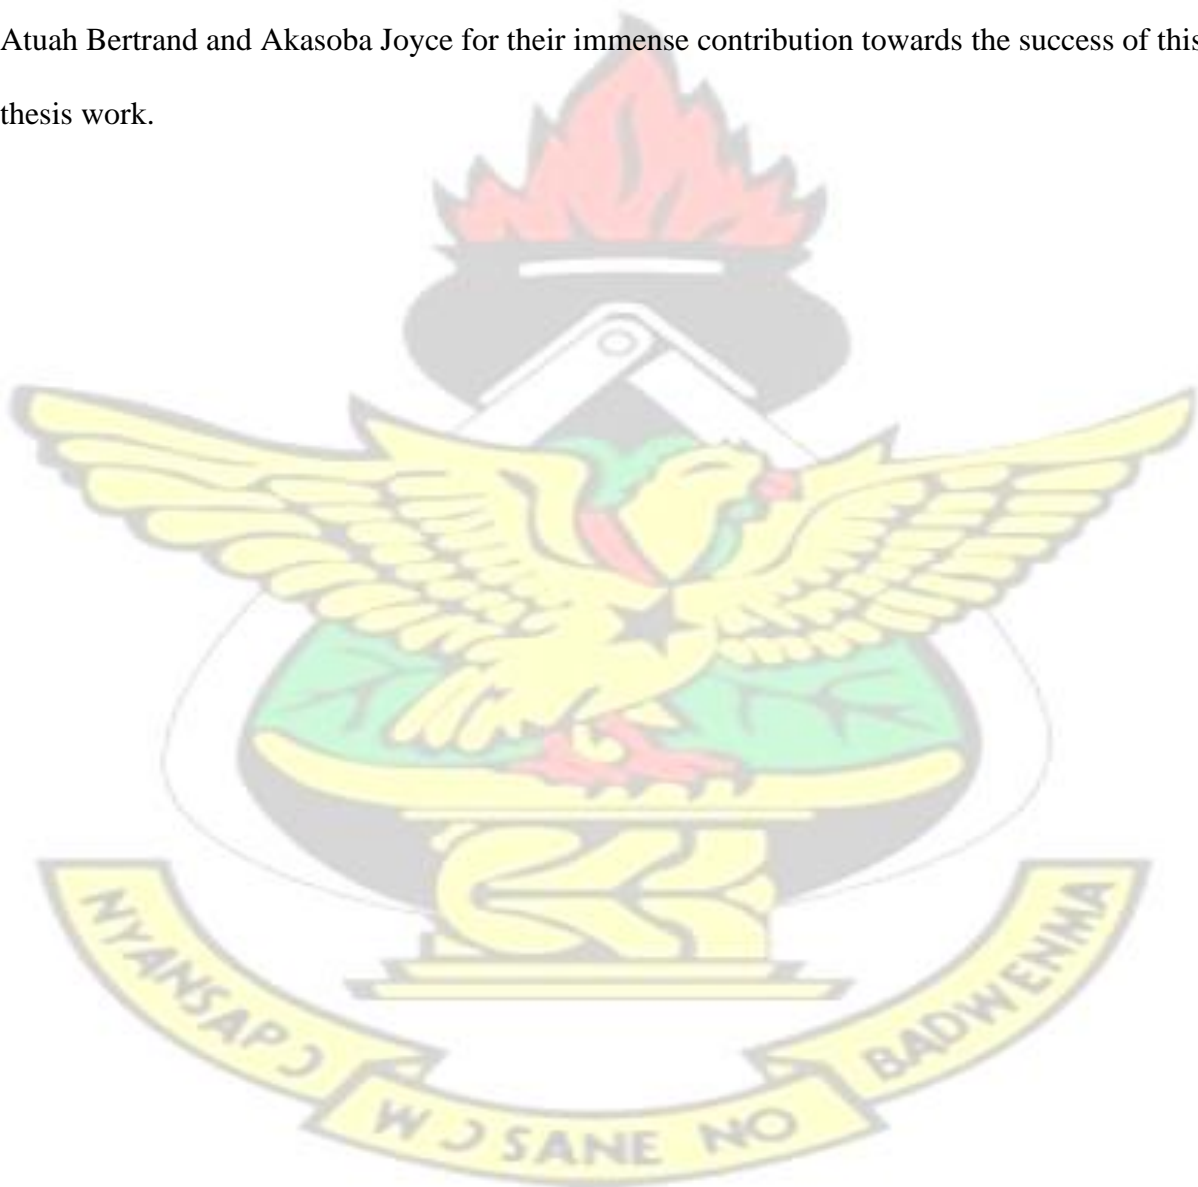 Atuah Bertrand and Akasoba Joyce for their immense contribution towards the success of this
thesis work.
NYANSAPƆ
WƆSANE NO
BADWENMA